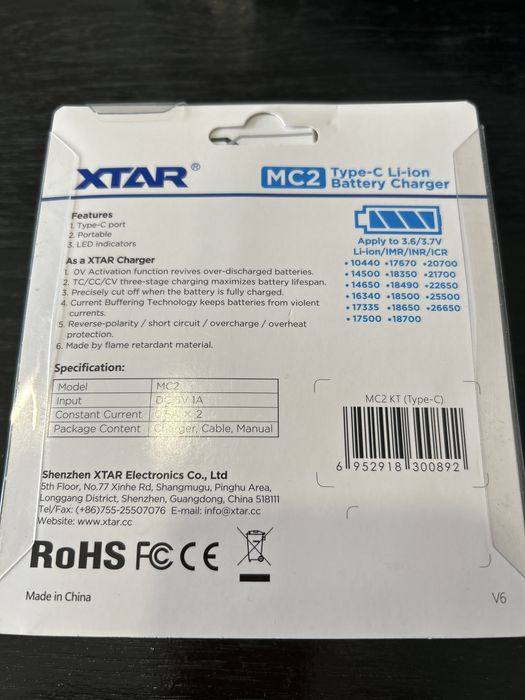 XTAR®
MC2 Type-C Li-ion
Battery Charger
Features
1. Type-C port
2. Portable
3. LED indicators
As a XTAR Charger
1. 0V Activation function revives over-discharged batteries.
2. TC/CC/CV three-stage charging maximizes battery lifespan.
3. Precisely cut off when the battery is fully charged.
4. Current Buffering Technology keeps batteries from violent
currents.
5. Reverse-polarity / short circuit / overcharge / overheat
protection.
6. Made by flame retardant material.
Apply to 3.6/3.7V
Li-ion/IMR/INR/ICR
•10440 •17670 •20700
•14500 •18350 •21700
•14650 •18490 •22650
•16340 •18500 •25500
•17335 •18650 •26650
•17500 •18700
Specification:
Model MC2
Input DC 5V 1A
Constant Current 0.5A × 2
Package Content Charger, Cable, Manual
MC2 KT (Type-C)
6 952918 300892
Shenzhen XTAR Electronics Co., Ltd
5th Floor, No.77 Xinhe Rd, Shangmugu, Pinghu Area,
Longgang District, Shenzhen, Guangdong, China 518111
Tel/Fax: (+86)755-25507076 E-mail: info@xtar.cc
Website: www.xtar.cc
RoHS FC CE
Made in China
V6